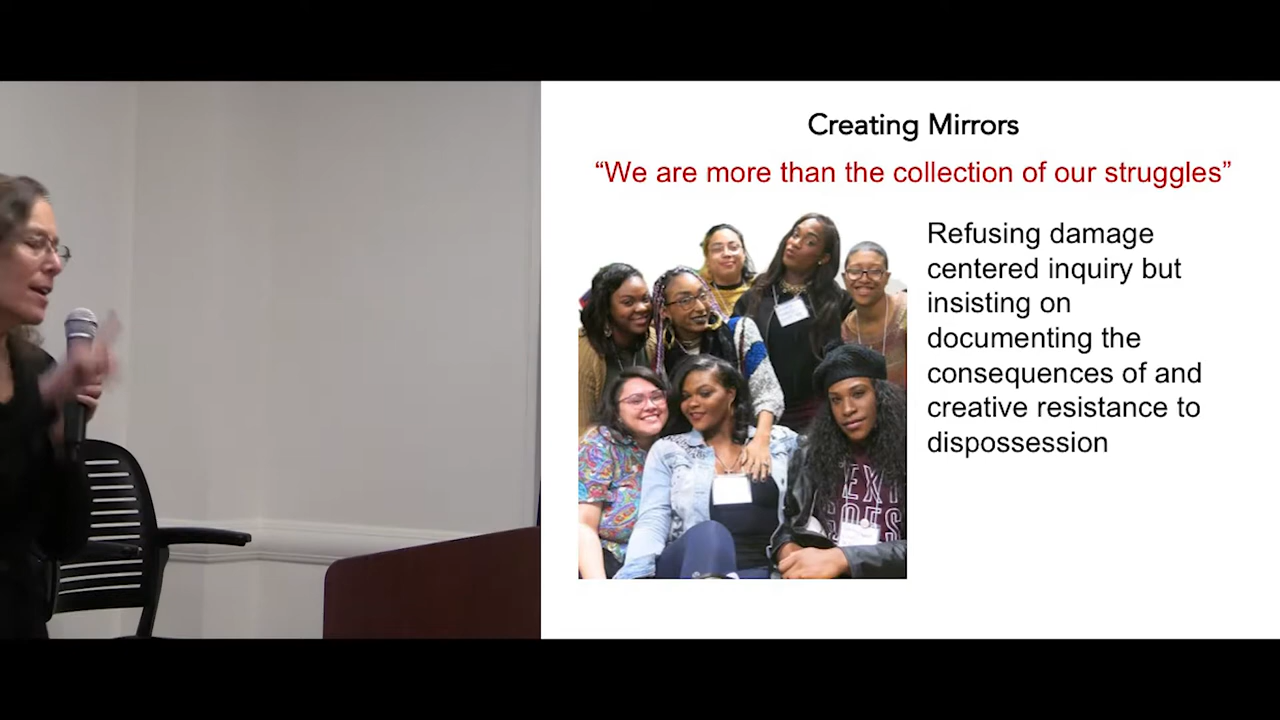 Creating Mirrors
“We are more than the collection of our struggles”
Refusing damage
centered inquiry but
insisting on
documenting the
consequences of and
creative resistance to
dispossession